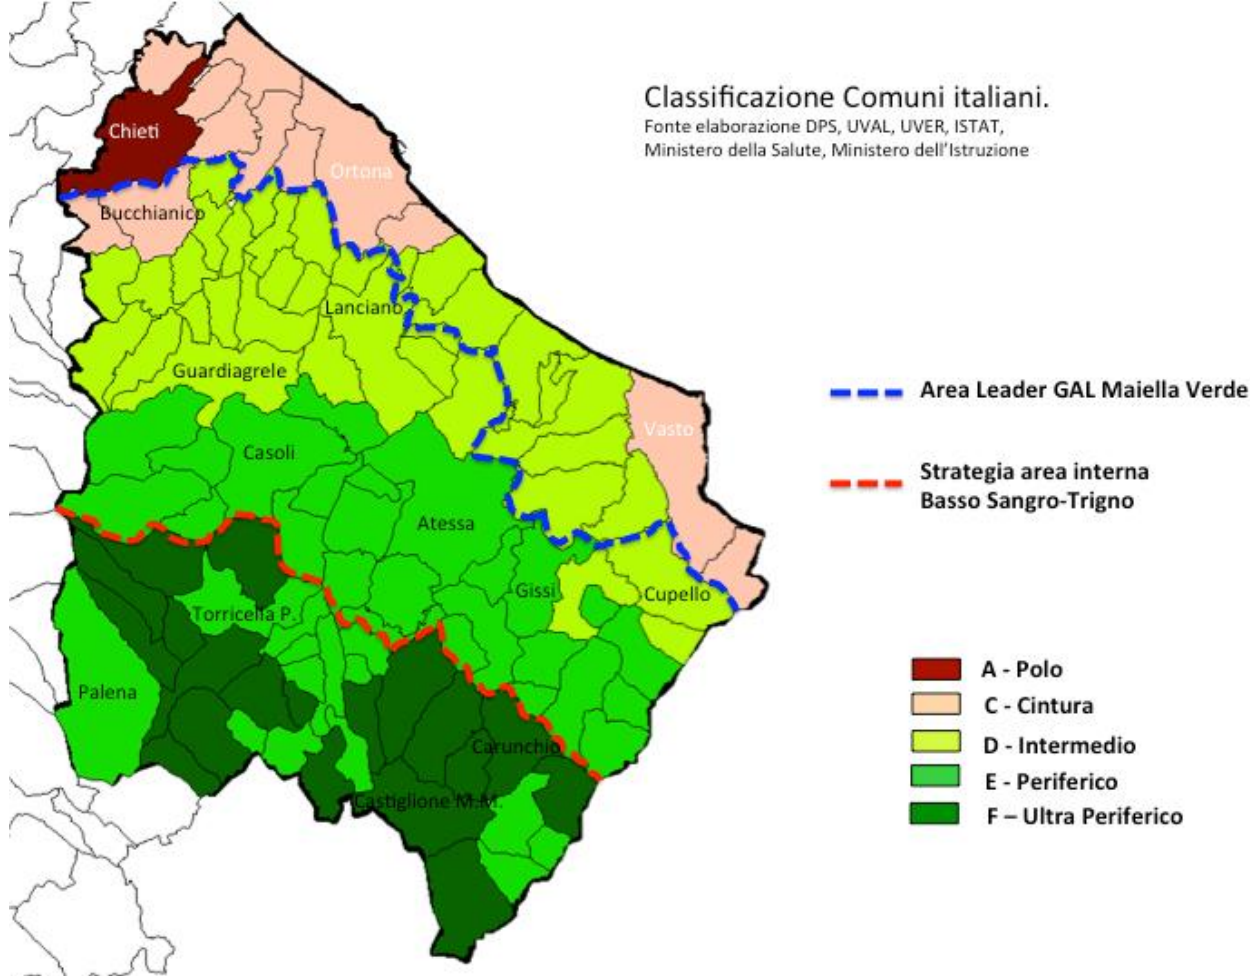 Classificazione Comuni italiani.
Fonte elaborazione DPS, UVAL, UVER, ISTAT,
Ministero della Salute, Ministero dell'Istruzione
Chieti
Ortona
Bucchianico
Lanciano
Guardiagrele
Casoli
Vasto
Atessa
Gissi
Cupello
Torricella P.
Palena
Carunchio
Castiglione M.M.
Area Leader GAL Maiella Verde
Strategia area interna
Basso Sangro-Trigno
A - Polo
C - Cintura
D - Intermedio
E - Periferico
F – Ultra Periferico